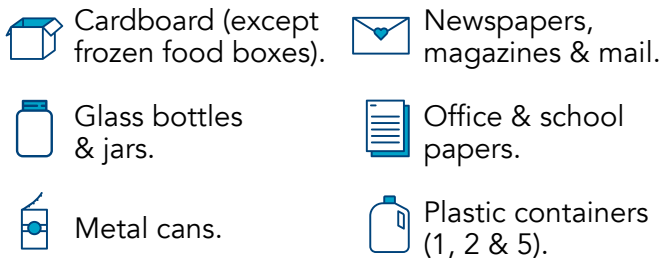 Cardboard (except
frozen food boxes).
Newspapers,
magazines & mail.
Glass bottles
& jars.
Office & school
papers.
Metal cans.
Plastic containers
(1, 2 & 5).